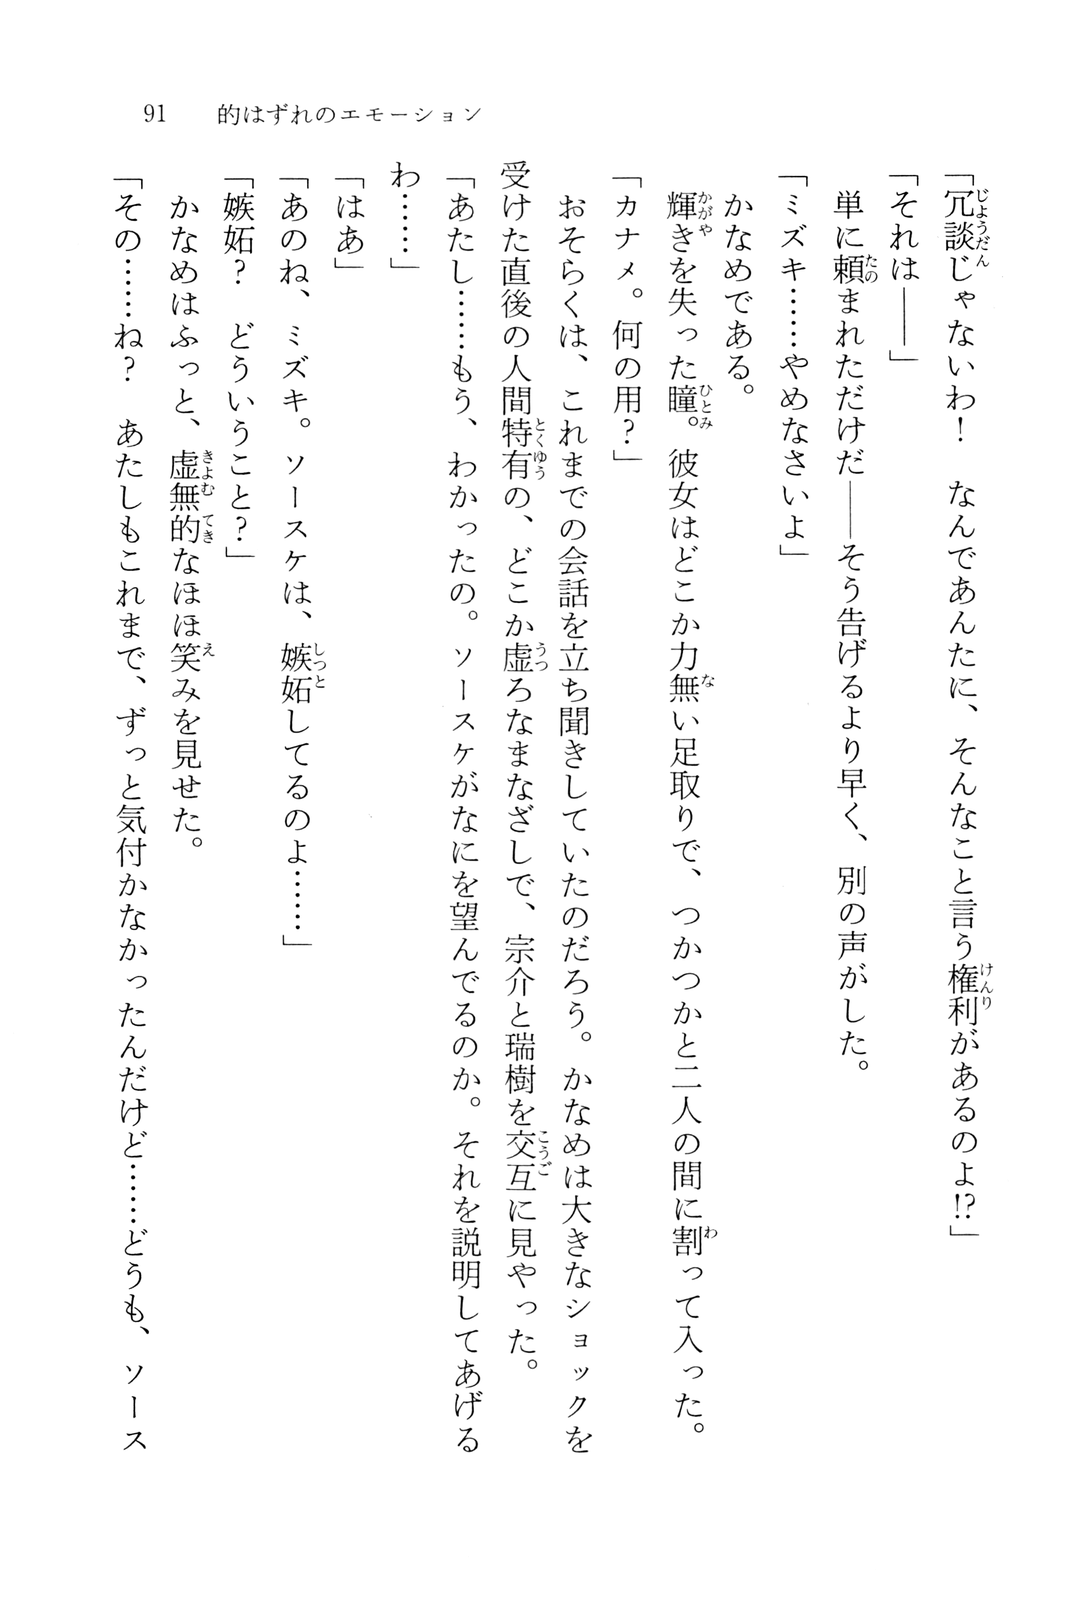 91　的はずれのエモーション
「冗談じゃないわ！　なんであんたに、そんなこと言う権利があるのよ!?」
「それは――」
単に頼まれただけだ――そう告げるより早く、別の声がした。
「ミズキ……やめなさいよ」
かなめである。
輝きを失った瞳。彼女はどこか力無い足取りで、つかつかと二人の間に割って入った。
「カナメ。何の用？」
おそらくは、これまでの会話を立ち聞きしていたのだろう。かなめは大きなショックを
受けた直後の人間特有の、どこか虚ろなまなざしで、宗介と瑞樹を交互に見やった。
「あたし……もう、わかったの。ソースケがなにを望んでるのか。それを説明してあげる
わ……」
「はあ」
「あのね、ミズキ。ソースケは、嫉妬してるのよ……」
「嫉妬？　どういうこと？」
かなめはふっと、虚無的なほほ笑みを見せた。
「その……ね？　あたしもこれまで、ずっと気付かなかったんだけど……どうも、ソース